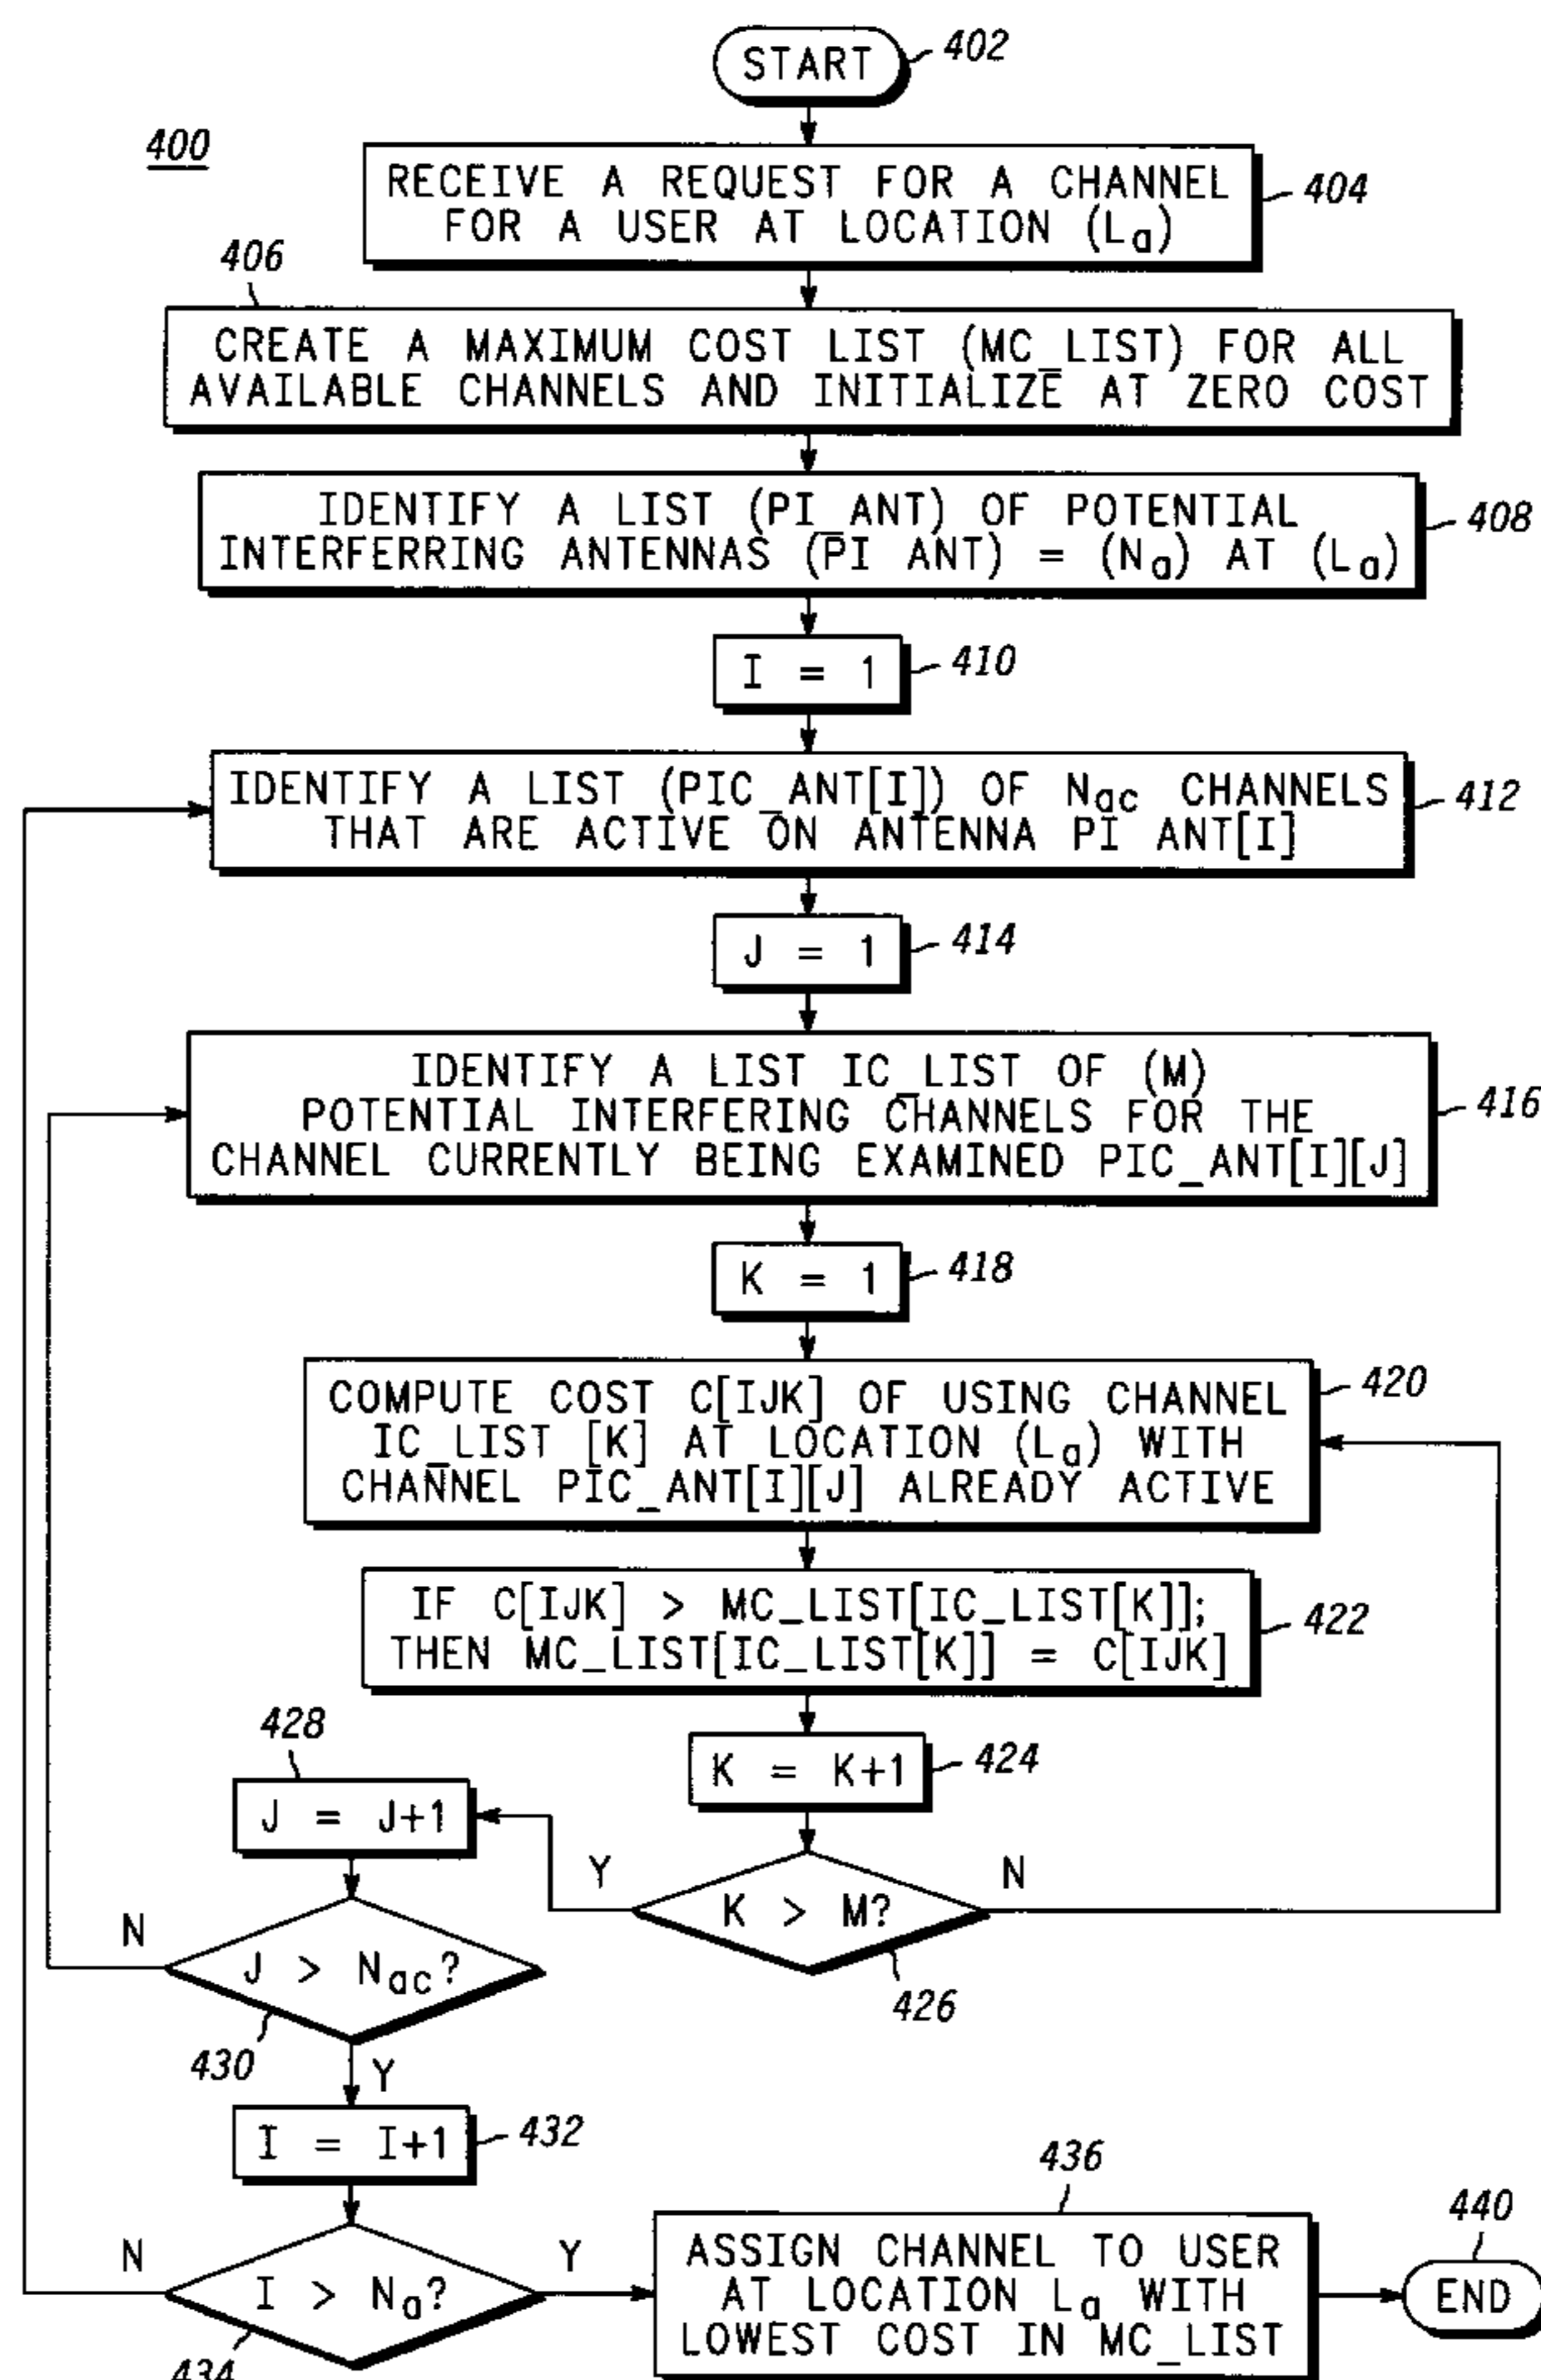 START
402
400
RECEIVE A REQUEST FOR A CHANNEL
FOR A USER AT LOCATION (La)
404
406
CREATE A MAXIMUM COST LIST (MC_LIST) FOR ALL
AVAILABLE CHANNELS AND INITIALIZE AT ZERO COST
IDENTIFY A LIST (PI_ANT) OF POTENTIAL
INTERFERRING ANTENNAS (PI ANT) = (Na) AT (La)
408
I = 1
410
IDENTIFY A LIST (PIC_ANT[I]) OF Nac CHANNELS
THAT ARE ACTIVE ON ANTENNA PI ANT[I]
412
J = 1
414
IDENTIFY A LIST IC_LIST OF (M)
POTENTIAL INTERFERING CHANNELS FOR THE
CHANNEL CURRENTLY BEING EXAMINED PIC_ANT[I][J]
416
K = 1
418
COMPUTE COST C[IJK] OF USING CHANNEL
IC_LIST [K] AT LOCATION (La) WITH
CHANNEL PIC_ANT[I][J] ALREADY ACTIVE
420
IF C[IJK] > MC_LIST[IC_LIST[K]];
THEN MC_LIST[IC_LIST[K]] = C[IJK]
422
K = K+1
424
428
J = J+1
Y
K > M?
N
426
N
J > Nac?
430
Y
I = I+1
432
N
I > Na?
Y
434
436
ASSIGN CHANNEL TO USER
AT LOCATION La WITH
LOWEST COST IN MC_LIST
440
END